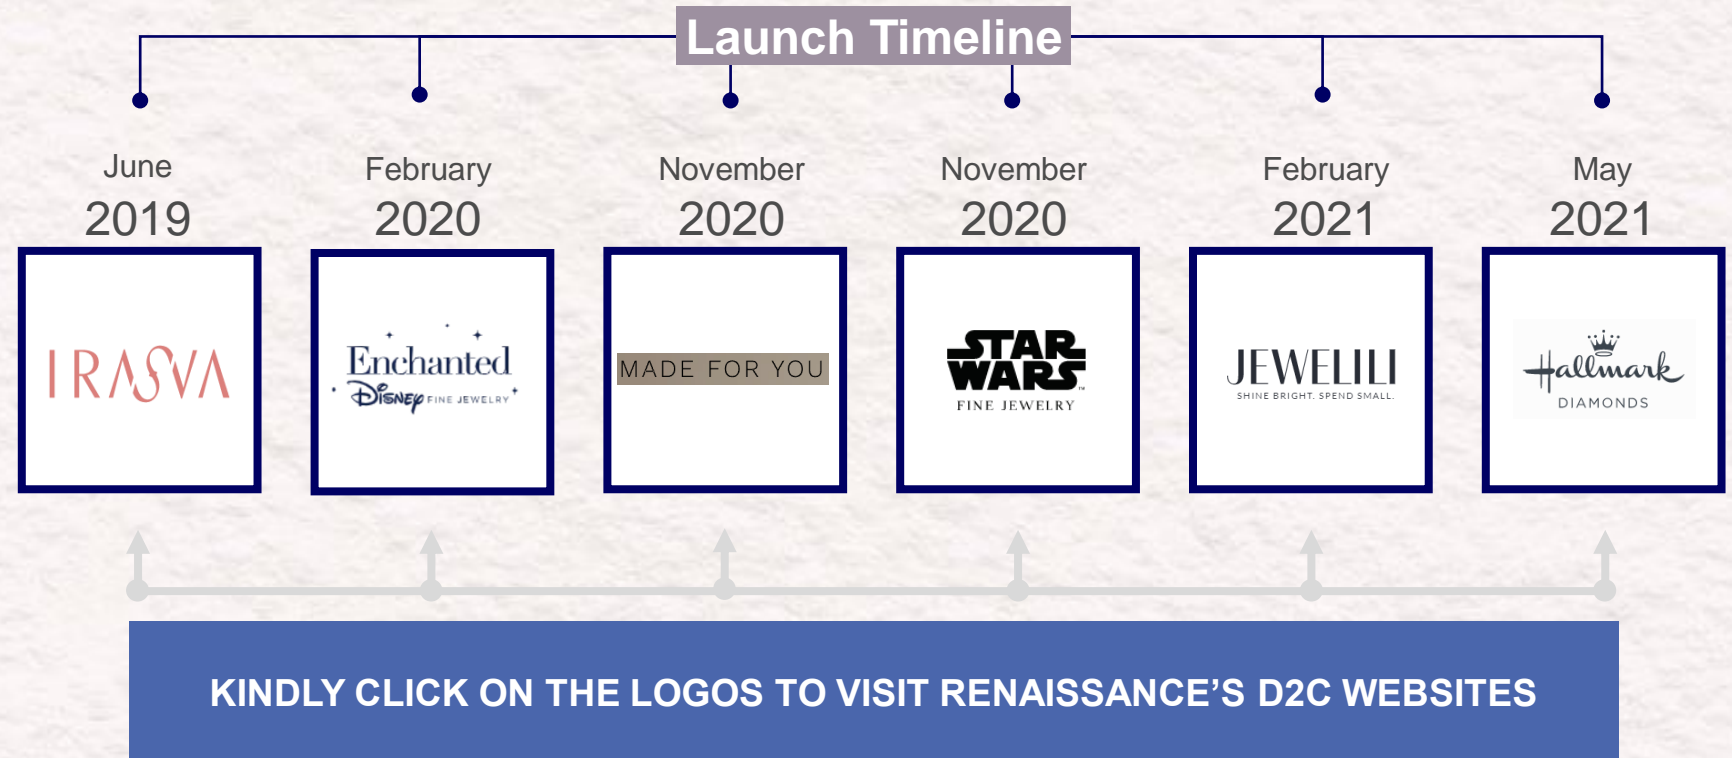 Launch Timeline
June
2019
February
2020
November
2020
November
2020
February
2021
May
2021
IRASVA
Enchanted
Disney FINE JEWELRY
MADE FOR YOU
STAR
WARS™
FINE JEWELRY
JEWELILI
SHINE BRIGHT. SPEND SMALL.
Hallmark
DIAMONDS
KINDLY CLICK ON THE LOGOS TO VISIT RENAISSANCE’S D2C WEBSITES